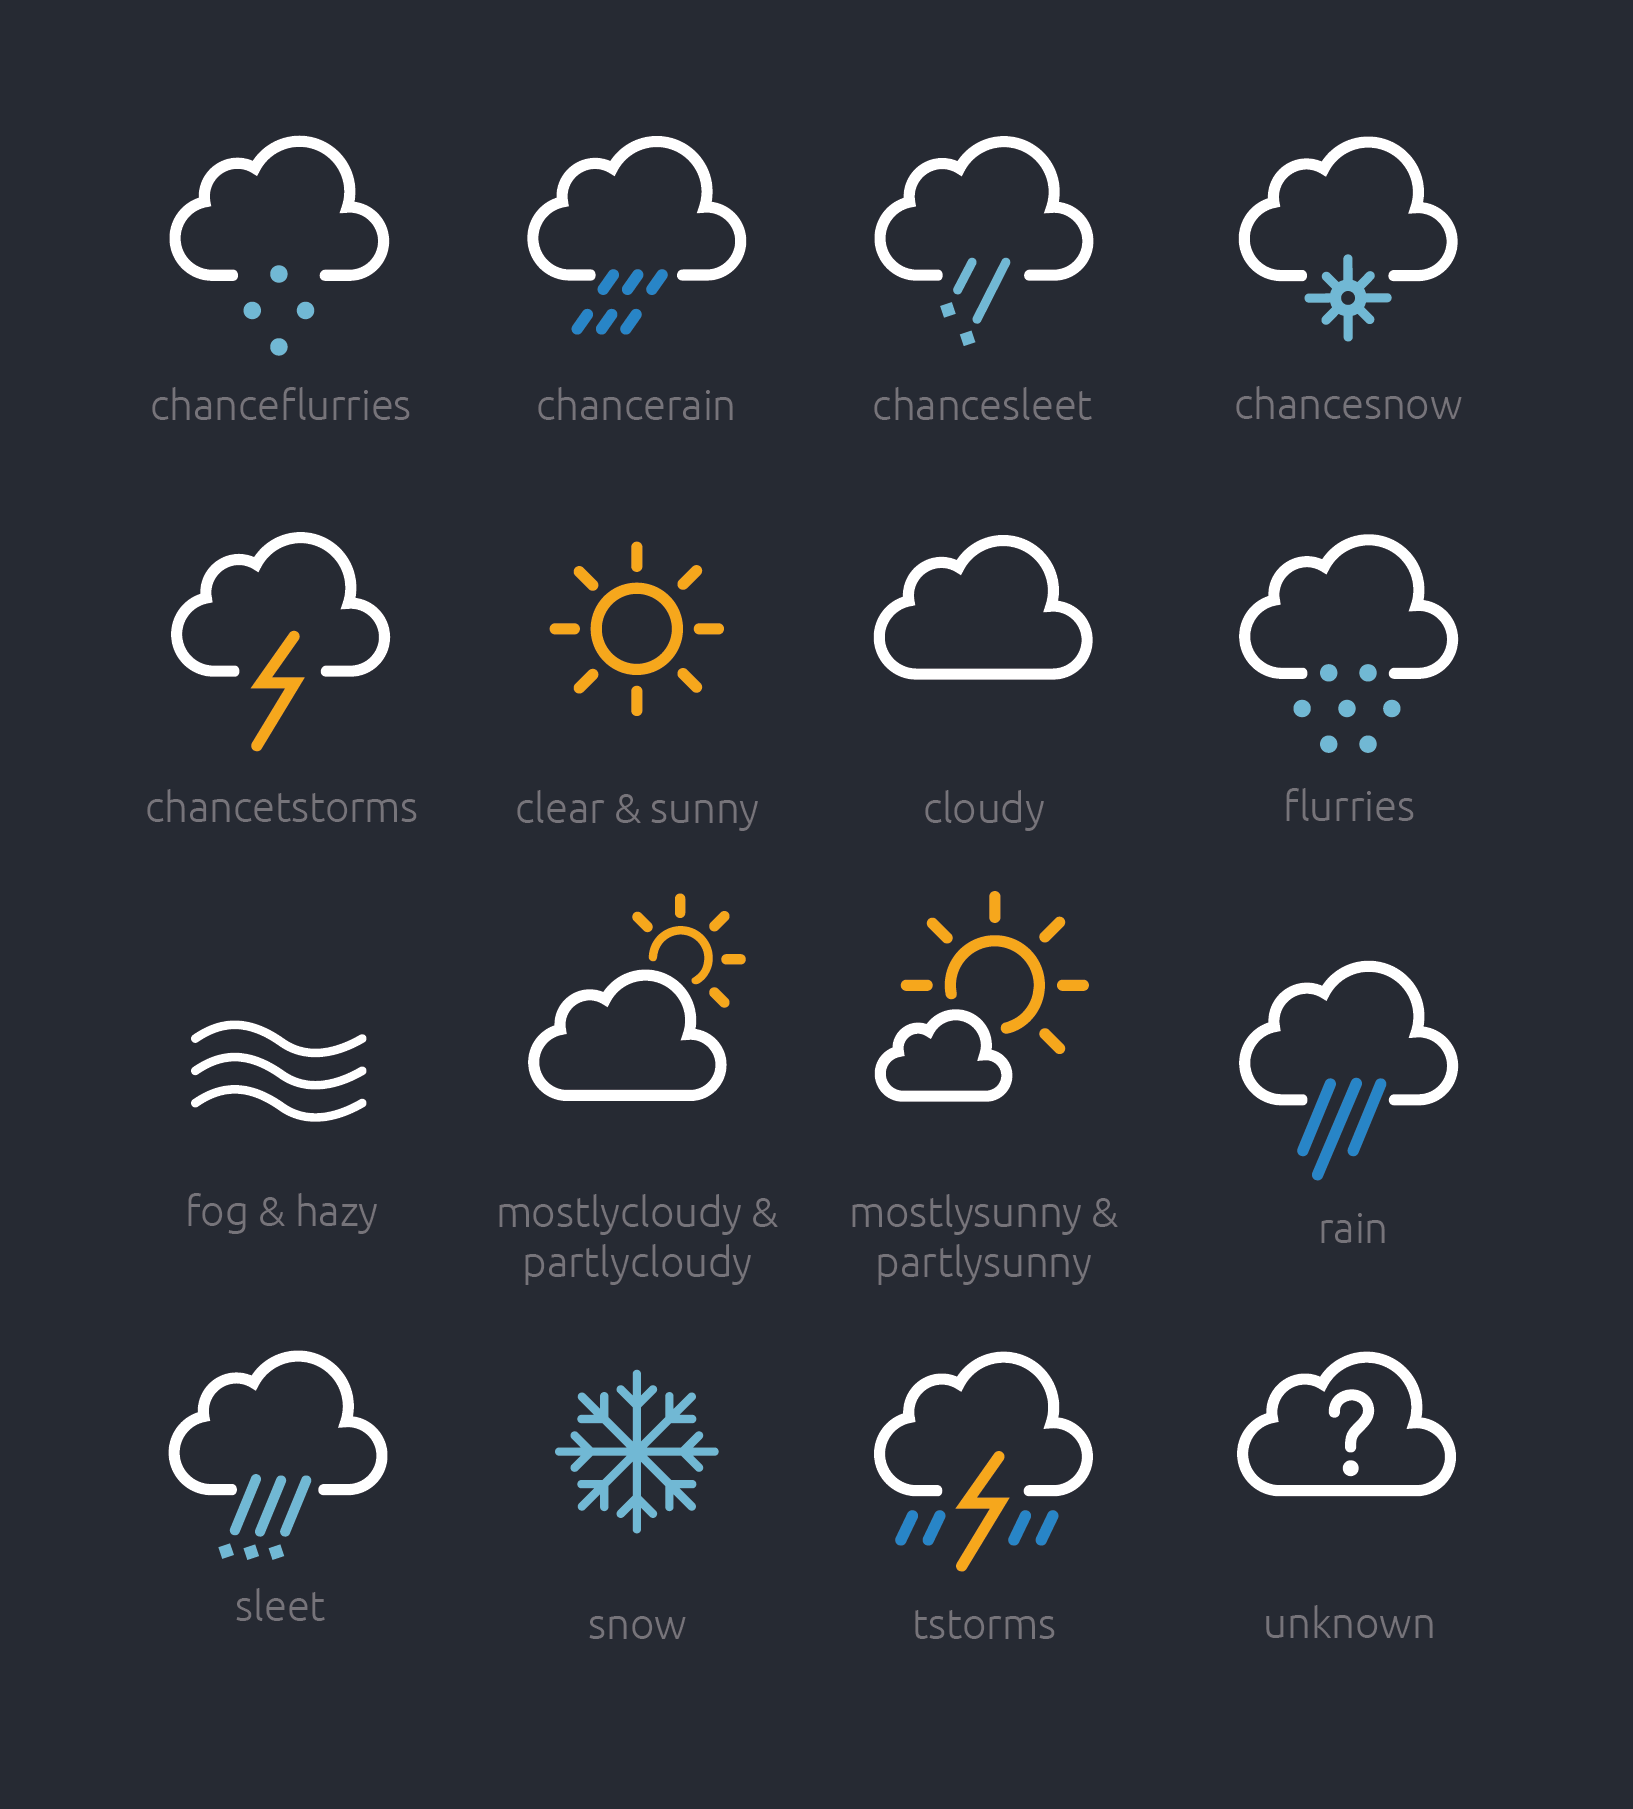 chanceflurries
chancerain
chancesleet
chancesnow
chancetstorms
clear & sunny
cloudy
flurries
fog & hazy
mostlycloudy &
partlycloudy
mostlysunny &
partlysunny
rain
sleet
snow
tstorms
?
unknown